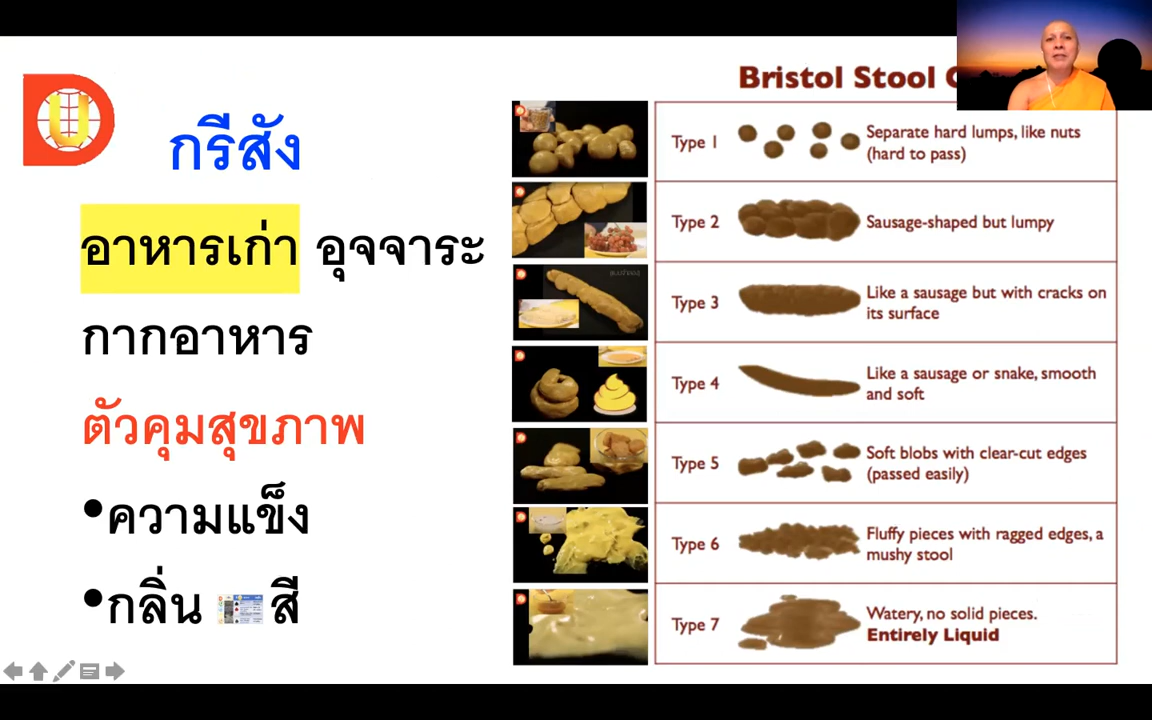 U
กรีสัง
อาหารเก่า อุจจาระ
กากอาหาร
ตัวคุมสุขภาพ
•ความแข็ง
•กลิ่น สี
Bristol Stool
Type 1
Separate hard lumps, like nuts
(hard to pass)
Type 2
Sausage-shaped but lumpy
Type 3
Like a sausage but with cracks on
its surface
Type 4
Like a sausage or snake, smooth
and soft
Type 5
Soft blobs with clear-cut edges
(passed easily)
Type 6
Fluffy pieces with ragged edges, a
mushy stool
Type 7
Watery, no solid pieces.
Entirely Liquid